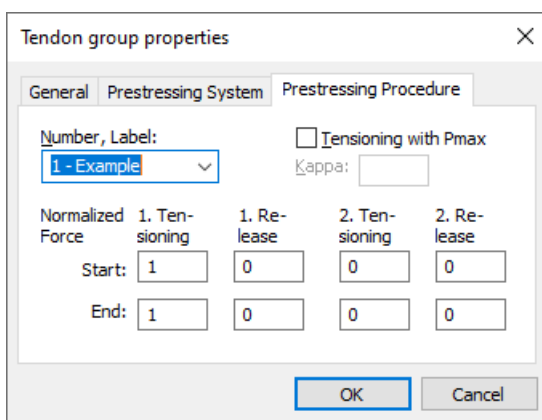 Tendon group properties
General Prestressing System Prestressing Procedure
Number, Label: Tensioning with Pmax
1 - Example Kappa:
Normalized 1. Ten- 1. Re- 2. Ten- 2. Re-
Force sioning lease sioning lease
Start: 1 0 0 0
End: 1 0 0 0
OK Cancel